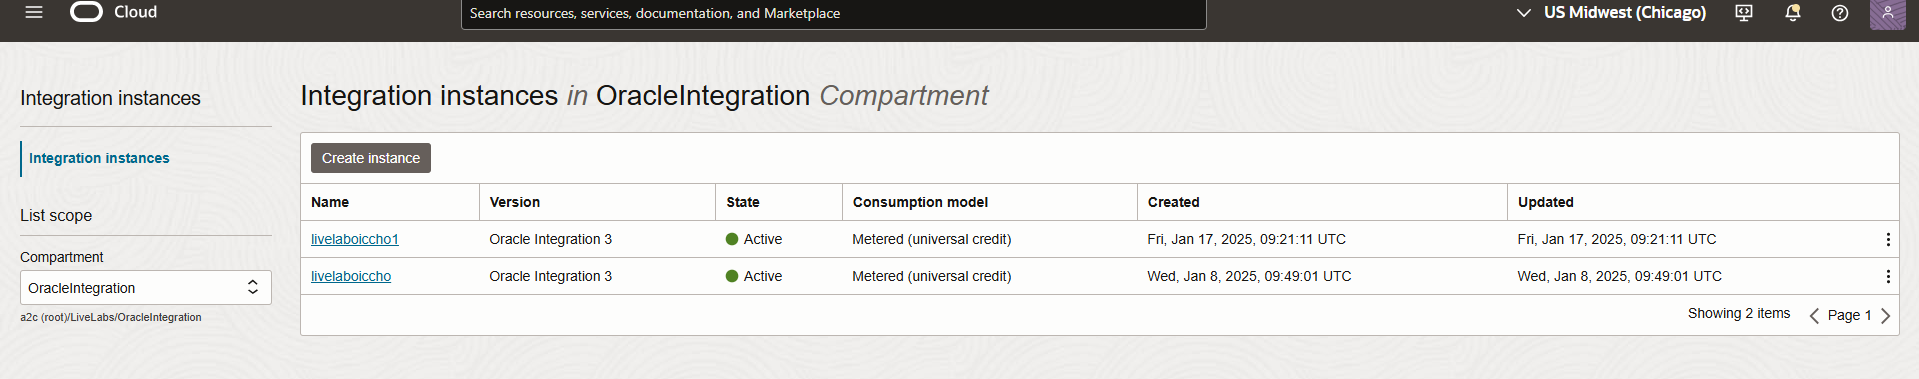 Cloud
Search resources, services, documentation, and Marketplace
US Midwest (Chicago)
Integration instances
Integration instances
List scope
Compartment
OracleIntegration
a2c (root)/LiveLabs/OracleIntegration
Integration instances in OracleIntegration Compartment
Create instance
Name Version State Consumption model Created Updated
livelaboiccho1 Oracle Integration 3 Active Metered (universal credit) Fri, Jan 17, 2025, 09:21:11 UTC Fri, Jan 17, 2025, 09:21:11 UTC
livelaboiccho Oracle Integration 3 Active Metered (universal credit) Wed, Jan 8, 2025, 09:49:01 UTC Wed, Jan 8, 2025, 09:49:01 UTC
Showing 2 items Page 1